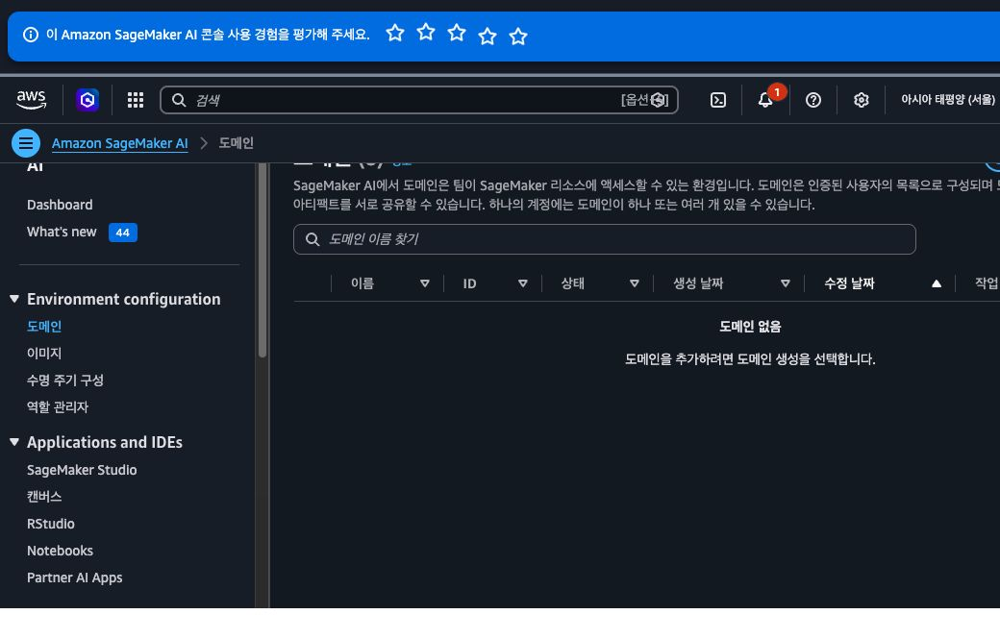 이 Amazon SageMaker AI 콘솔 사용 경험을 평가해 주세요.
aws
검색
[옵션
1
아시아 태평양 (서울)
Amazon SageMaker AI
도메인
AI
SageMaker AI에서 도메인은 팀이 SageMaker 리소스에 액세스할 수 있는 환경입니다. 도메인은 인증된 사용자의 목록으로 구성되며
아티팩트를 서로 공유할 수 있습니다. 하나의 계정에는 도메인이 하나 또는 여러 개 있을 수 있습니다.
Dashboard
What's new 44
도메인 이름 찾기
이름 ID 상태 생성 날짜 수정 날짜 작업
도메인 없음
도메인을 추가하려면 도메인 생성을 선택합니다.
Environment configuration
도메인
이미지
수명 주기 구성
역할 관리자
Applications and IDEs
SageMaker Studio
캔버스
RStudio
Notebooks
Partner AI Apps